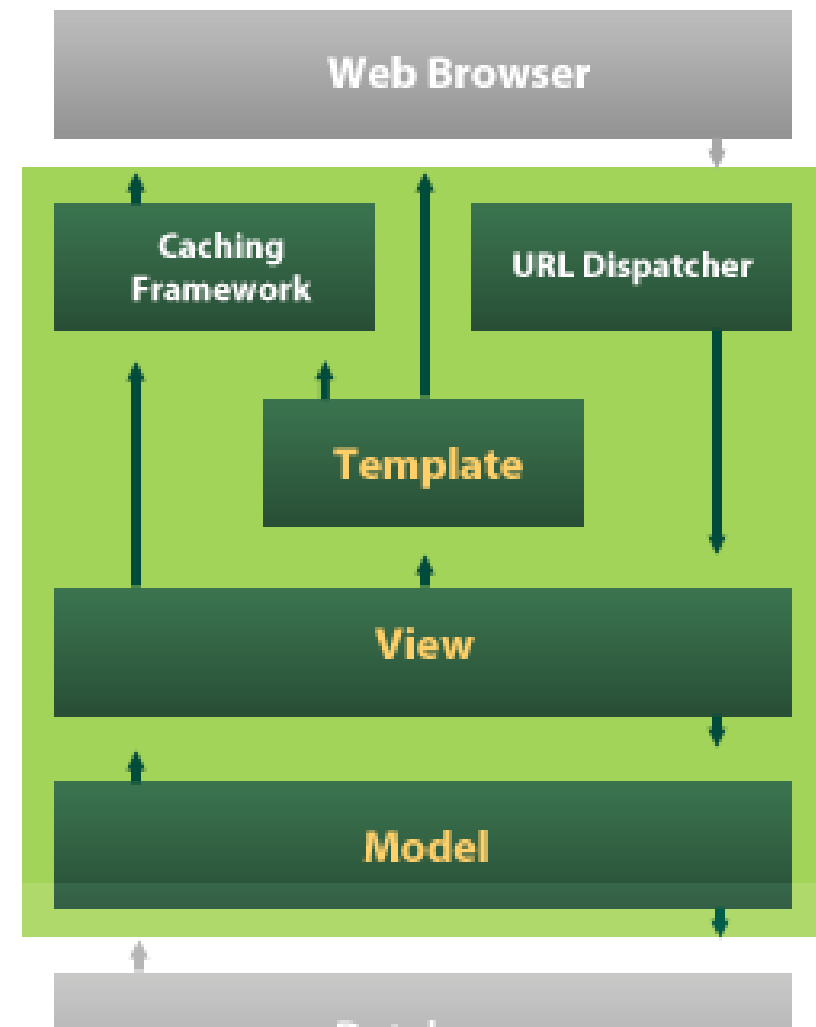 Web Browser
Caching
Framework
URL Dispatcher
Template
View
Model